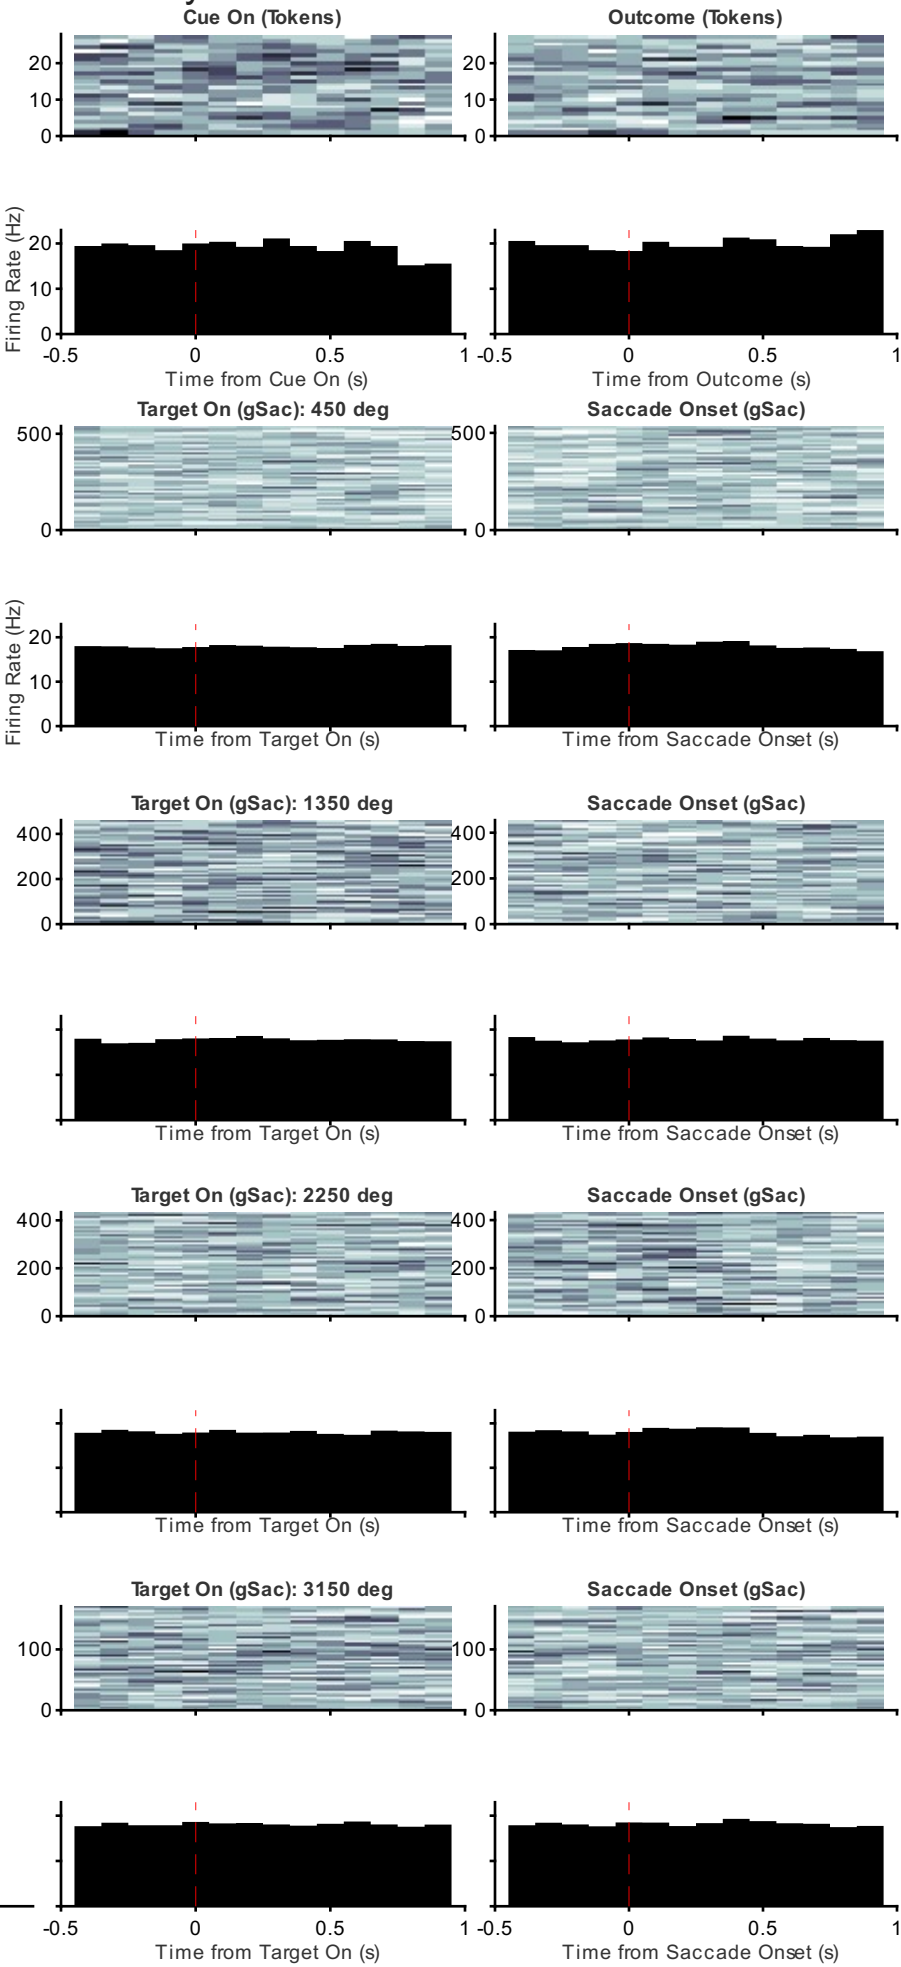 Cue On (Tokens) Outcome (Tokens)
20 20
10 10
0 0
Firing Rate (Hz)
20
10
0
-0.5 0 0.5 1 -0.5 0 0.5 1
Time from Cue On (s) Time from Outcome (s)
Target On (gSac): 450 deg Saccade Onset (gSac)
500 500
0 0
Firing Rate (Hz)
20
10
0
Time from Target On (s) Time from Saccade Onset (s)
Target On (gSac): 1350 deg Saccade Onset (gSac)
400 400
200 200
0 0
Time from Target On (s) Time from Saccade Onset (s)
Target On (gSac): 2250 deg Saccade Onset (gSac)
400 400
200 200
0 0
Time from Target On (s) Time from Saccade Onset (s)
Target On (gSac): 3150 deg Saccade Onset (gSac)
100 100
0 0
-0.5 0 0.5 1 -0.5 0 0.5 1
Time from Target On (s) Time from Saccade Onset (s)